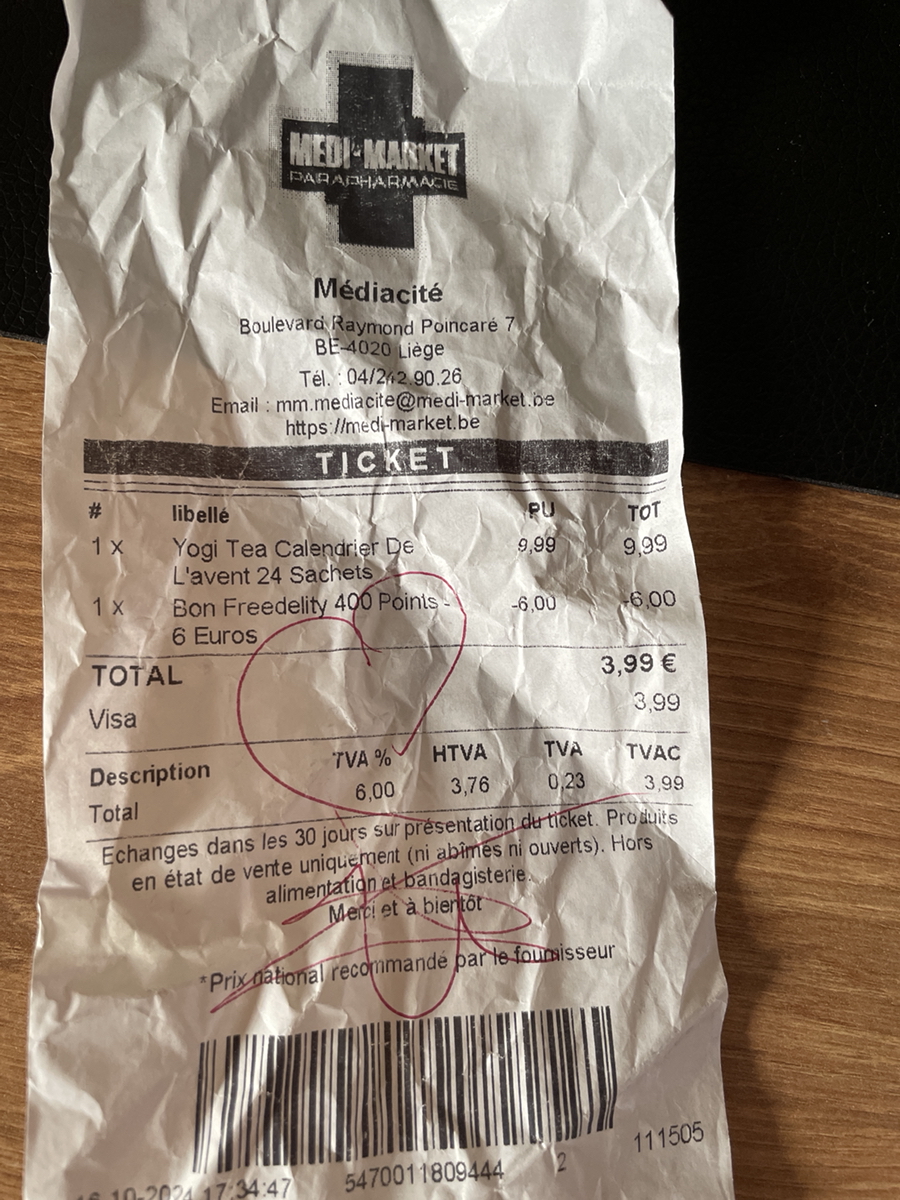 MEDI-MARKET
PARAPHARMACIE
Médiacité
Boulevard Raymond Poincaré 7
BE-4020 Liège
Tél. : 04/242.90.26
Email : mm.mediacite@medi-market.be
https://medi-market.be
TICKET
# libellé PU TOT
1 x Yogi Tea Calendrier De 9,99 9,99
L'avent 24 Sachets
1 x Bon Freedelity 400 Points - -6,00 -6,00
6 Euros
TOTAL 3,99 €
Visa 3,99
Description TVA % HTVA TVA TVAC
Total 6,00 3,76 0,23 3,99
Echanges dans les 30 jours sur présentation du ticket. Produits
en état de vente uniquement (ni abîmés ni ouverts). Hors
alimentation et bandagisterie.
Merci et à bientôt
*Prix national recommandé par le fournisseur
16-10-2024 17:34:47 5470011809444 2 111505